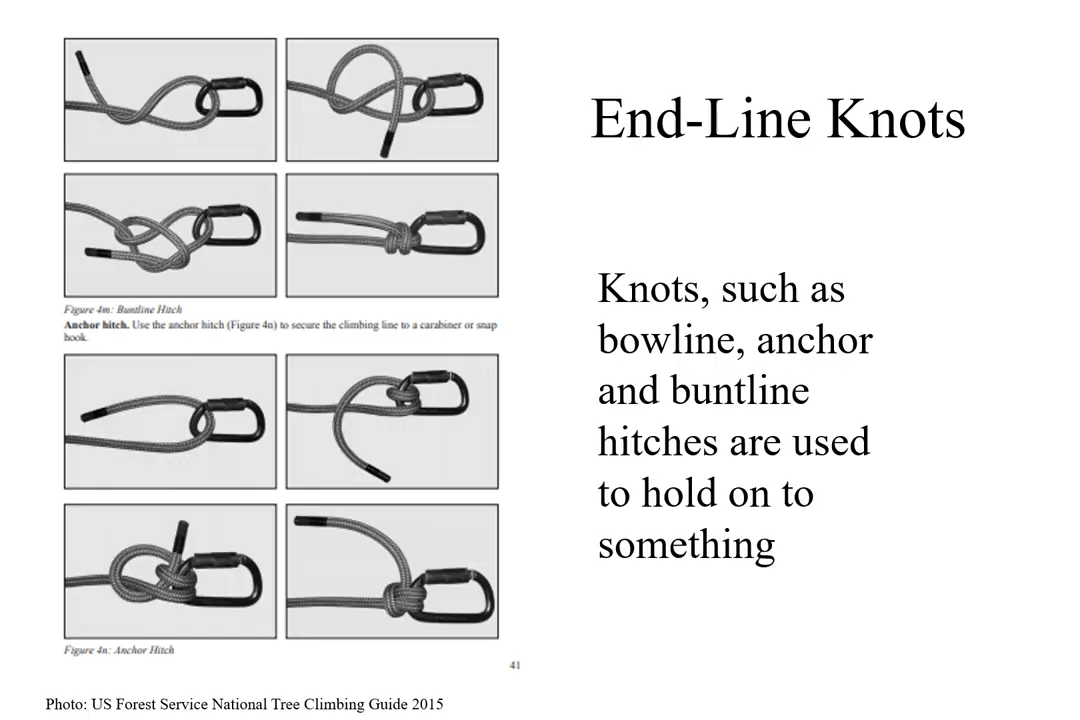 Figure 4m: Buntline Hitch
Anchor hitch. Use the anchor hitch (Figure 4n) to secure the climbing line to a carabiner or snap
hook.
Figure 4n: Anchor Hitch
41
Photo: US Forest Service National Tree Climbing Guide 2015
End-Line Knots
Knots, such as
bowline, anchor
and buntline
hitches are used
to hold on to
something